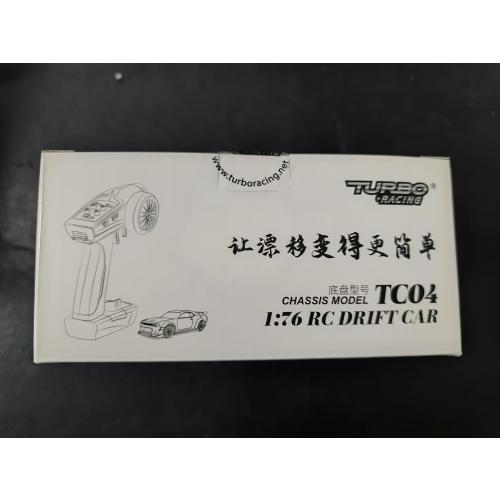 www.turboracing.net
TURBO®
RACING
让漂移变得更简单
底盘型号
CHASSIS MODEL TC04
1:76 RC DRIFT CAR